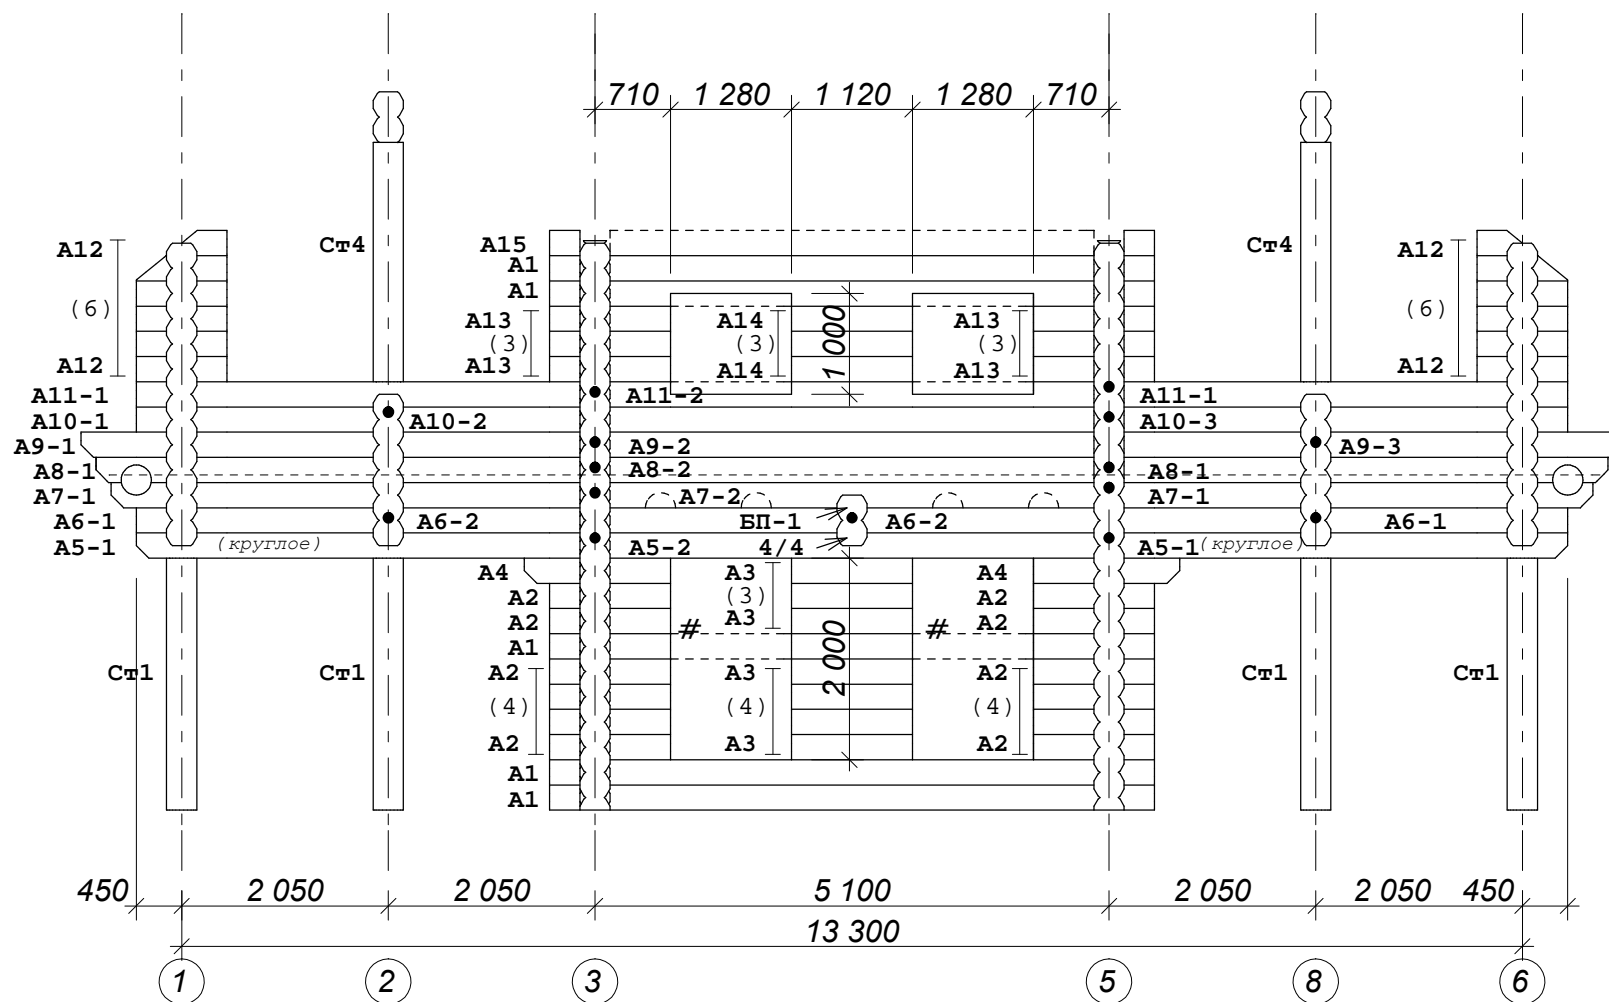 710 1 280 1 120 1 280 710
А12 Ст4 А15 Ст4 А12
А1
А1
(6) (6)
А13 А14 А13
(3) (3) (3)
1 000
А12 А13 А14 А13 А12
А11-1 А11-2 А11-1
А10-1 А10-2 А10-3
А9-1 А9-2 А9-3
А8-1 А8-2 А8-1
А7-1 А7-2 А7-1
А6-1 А6-2 БП-1 А6-2 А6-1
А5-1 (круглое) А5-2 4/4 А5-1 (круглое)
А4 А3 А4
А2 (3) А2
А2 А3 А2
# #
2 000
А1
Ст1 Ст1 А2 А3 А2 Ст1 Ст1
(4) (4) (4)
А2 А3 А2
А1
А1
450 2 050 2 050 5 100 2 050 2 050 450
13 300
1 2 3 5 8 6